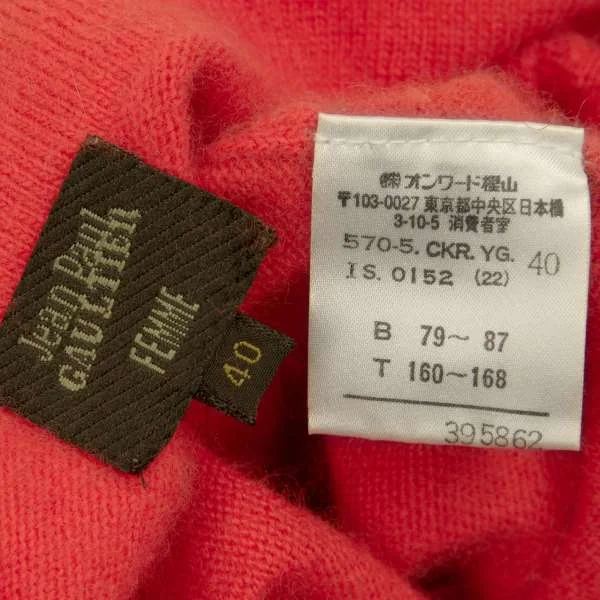 Jean Paul
GAULTIER
FEMME
40
㈱オンワード樫山
〒103-0027 東京都中央区日本橋
3-10-5 消費者室
570-5. CKR. YG. 40
IS. 0152 (22)
B 79～87
T 160～168
395862